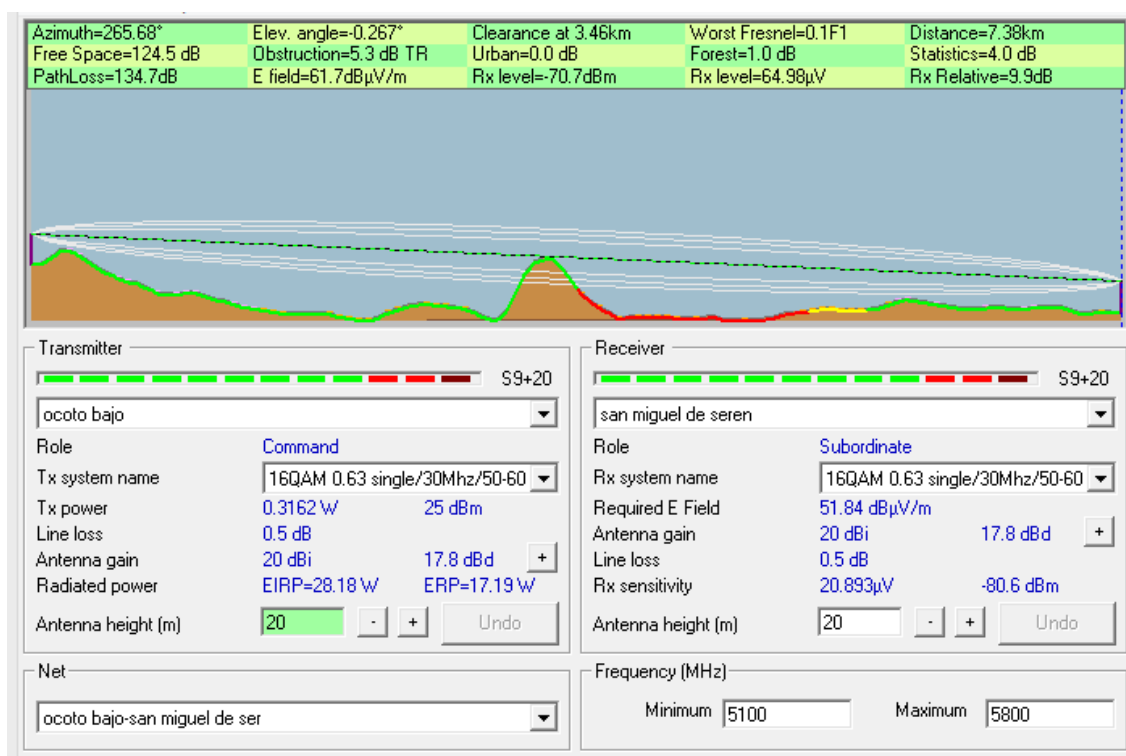 Azimuth=265.68° Elev. angle=-0.267° Clearance at 3.46km Worst Fresnel=0.1F1 Distance=7.38km
Free Space=124.5 dB Obstruction=5.3 dB TR Urban=0.0 dB Forest=1.0 dB Statistics=4.0 dB
PathLoss=134.7dB E field=61.7dBµV/m Rx level=-70.7dBm Rx level=64.98µV Rx Relative=9.9dB
Transmitter
S9+20
ocoto bajo
Role Command
Tx system name 16QAM 0.63 single/30Mhz/50-60
Tx power 0.3162 W 25 dBm
Line loss 0.5 dB
Antenna gain 20 dBi 17.8 dBd +
Radiated power EIRP=28.18 W ERP=17.19 W
Antenna height (m) 20 - + Undo
Receiver
S9+20
san miguel de seren
Role Subordinate
Rx system name 16QAM 0.63 single/30Mhz/50-60
Required E Field 51.84 dBµV/m
Antenna gain 20 dBi 17.8 dBd +
Line loss 0.5 dB
Rx sensitivity 20.893µV -80.6 dBm
Antenna height (m) 20 - + Undo
Net
ocoto bajo-san miguel de ser
Frequency (MHz)
Minimum 5100 Maximum 5800